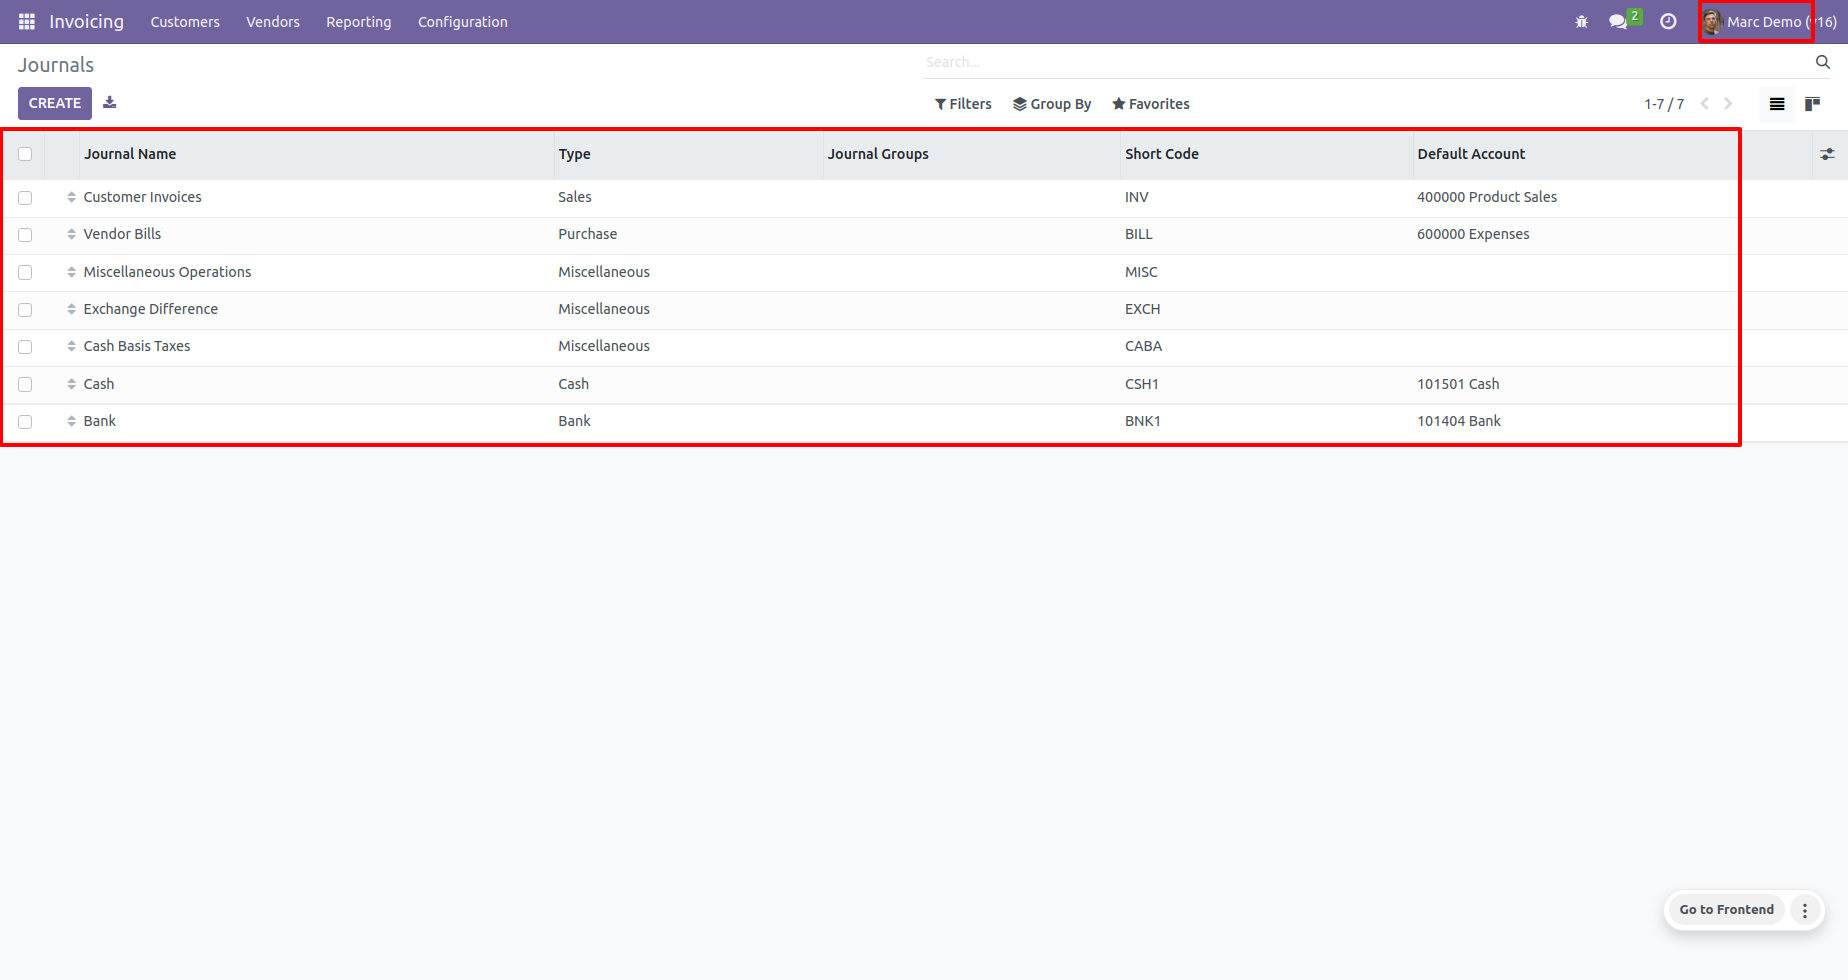 Invoicing Customers Vendors Reporting Configuration 2 Marc Demo (v16)
Journals Search...
CREATE Filters Group By Favorites 1-7 / 7
Journal Name Type Journal Groups Short Code Default Account
Customer Invoices Sales INV 400000 Product Sales
Vendor Bills Purchase BILL 600000 Expenses
Miscellaneous Operations Miscellaneous MISC
Exchange Difference Miscellaneous EXCH
Cash Basis Taxes Miscellaneous CABA
Cash Cash CSH1 101501 Cash
Bank Bank BNK1 101404 Bank
Go to Frontend